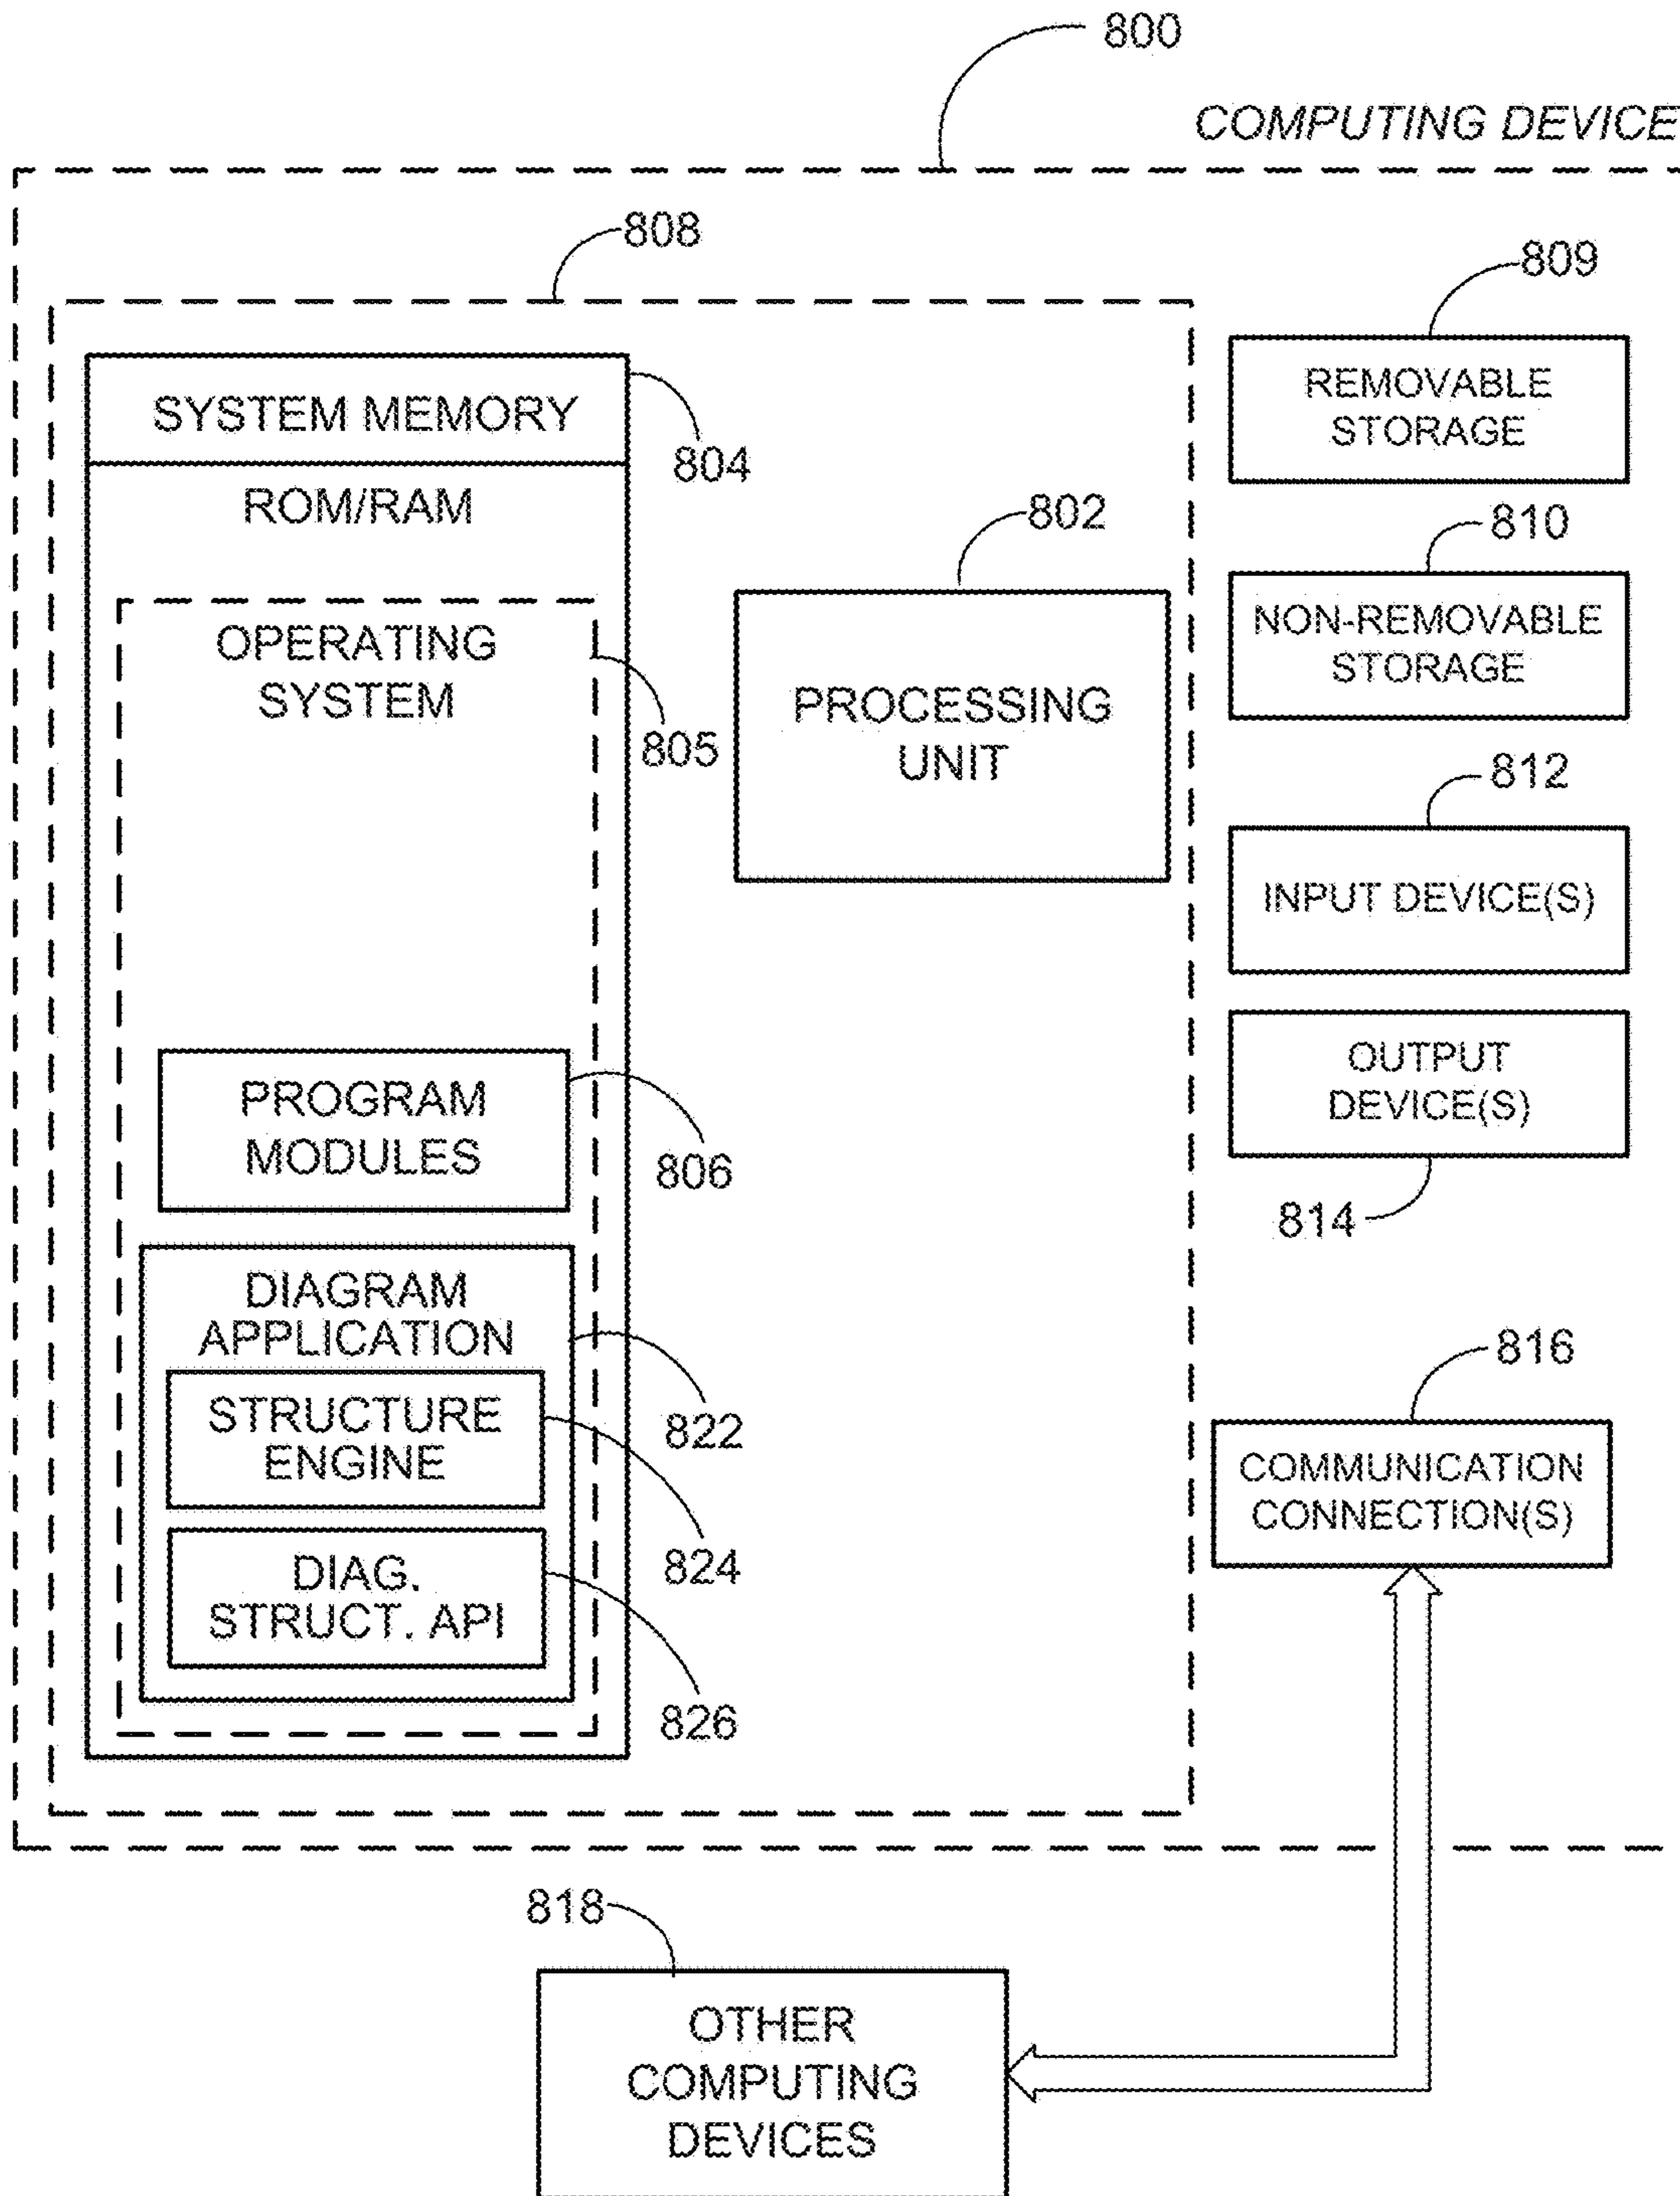 800
COMPUTING DEVICE
808
809
SYSTEM MEMORY
804
ROM/RAM
REMOVABLE
STORAGE
802
810
OPERATING
SYSTEM
805
PROCESSING
UNIT
NON-REMOVABLE
STORAGE
812
INPUT DEVICE(S)
PROGRAM
MODULES
806
OUTPUT
DEVICE(S)
814
DIAGRAM
APPLICATION
822
STRUCTURE
ENGINE
824
DIAG.
STRUCT. API
826
816
COMMUNICATION
CONNECTION(S)
818
OTHER
COMPUTING
DEVICES